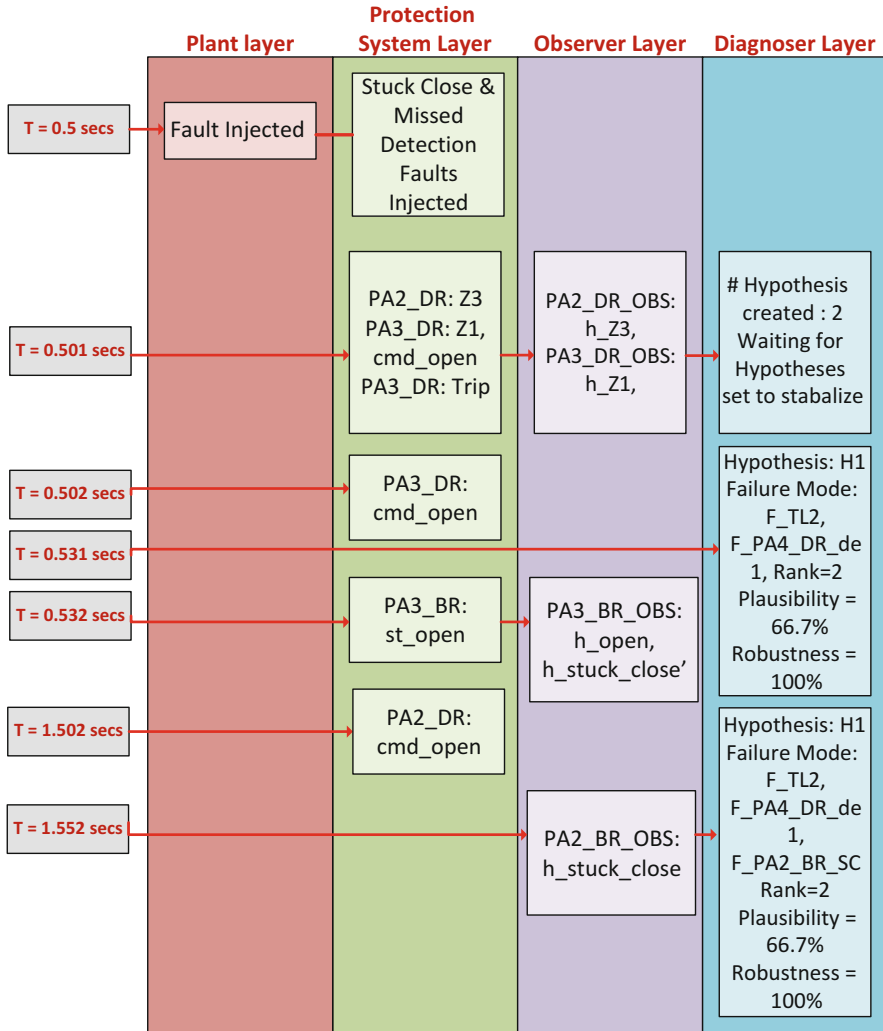 Plant layer
Protection
System Layer
Observer Layer
Diagnoser Layer
T = 0.5 secs
Fault Injected
Stuck Close &
Missed
Detection
Faults
Injected
T = 0.501 secs
PA2_DR: Z3
PA3_DR: Z1,
cmd_open
PA3_DR: Trip
PA2_DR_OBS:
h_Z3,
PA3_DR_OBS:
h_Z1,
# Hypothesis
created : 2
Waiting for
Hypotheses
set to stabalize
T = 0.502 secs
PA3_DR:
cmd_open
T = 0.531 secs
Hypothesis: H1
Failure Mode:
F_TL2,
F_PA4_DR_de
1, Rank=2
Plausibility =
66.7%
Robustness =
100%
T = 0.532 secs
PA3_BR:
st_open
PA3_BR_OBS:
h_open,
h_stuck_close’
T = 1.502 secs
PA2_DR:
cmd_open
T = 1.552 secs
PA2_BR_OBS:
h_stuck_close
Hypothesis: H1
Failure Mode:
F_TL2,
F_PA4_DR_de
1,
F_PA2_BR_SC
Rank=2
Plausibility =
66.7%
Robustness =
100%